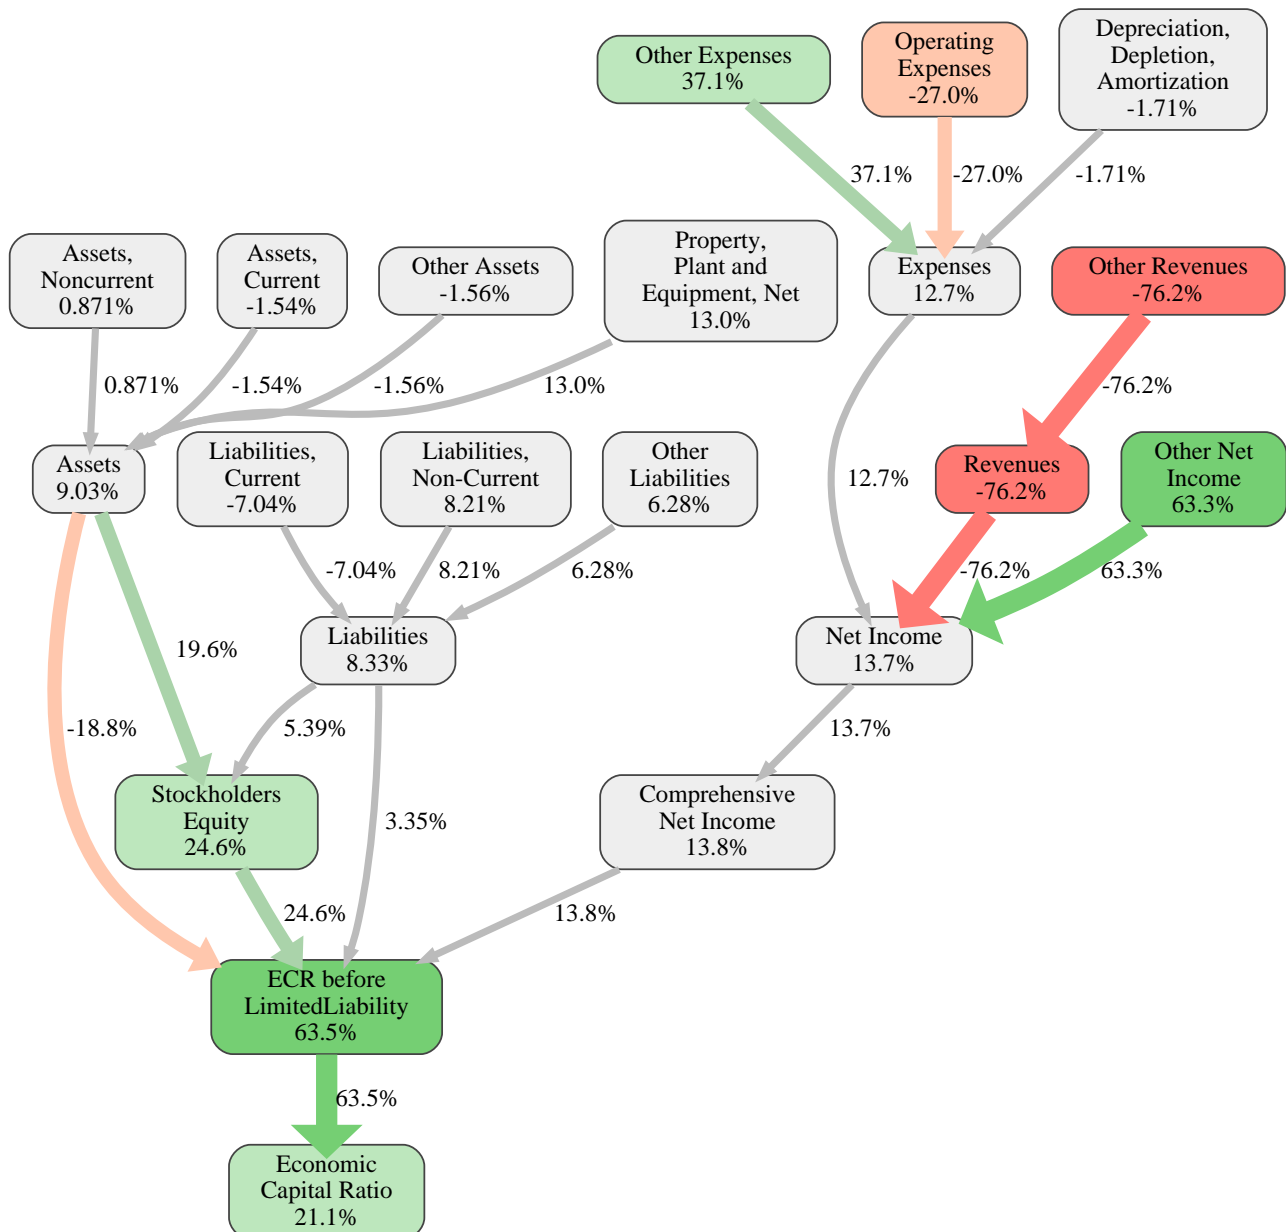 Other Expenses
37.1%
Operating
Expenses
-27.0%
Depreciation,
Depletion,
Amortization
-1.71%
37.1%
-27.0%
-1.71%
Assets,
Noncurrent
0.871%
Assets,
Current
-1.54%
Other Assets
-1.56%
Property,
Plant and
Equipment, Net
13.0%
Expenses
12.7%
Other Revenues
-76.2%
0.871%
-1.54%
-1.56%
13.0%
-76.2%
Assets
9.03%
Liabilities,
Current
-7.04%
Liabilities,
Non-Current
8.21%
Other
Liabilities
6.28%
12.7%
Revenues
-76.2%
Other Net
Income
63.3%
-7.04%
8.21%
6.28%
-76.2%
63.3%
19.6%
Liabilities
8.33%
Net Income
13.7%
-18.8%
5.39%
13.7%
Stockholders
Equity
24.6%
3.35%
Comprehensive
Net Income
13.8%
24.6%
13.8%
ECR before
LimitedLiability
63.5%
63.5%
Economic
Capital Ratio
21.1%